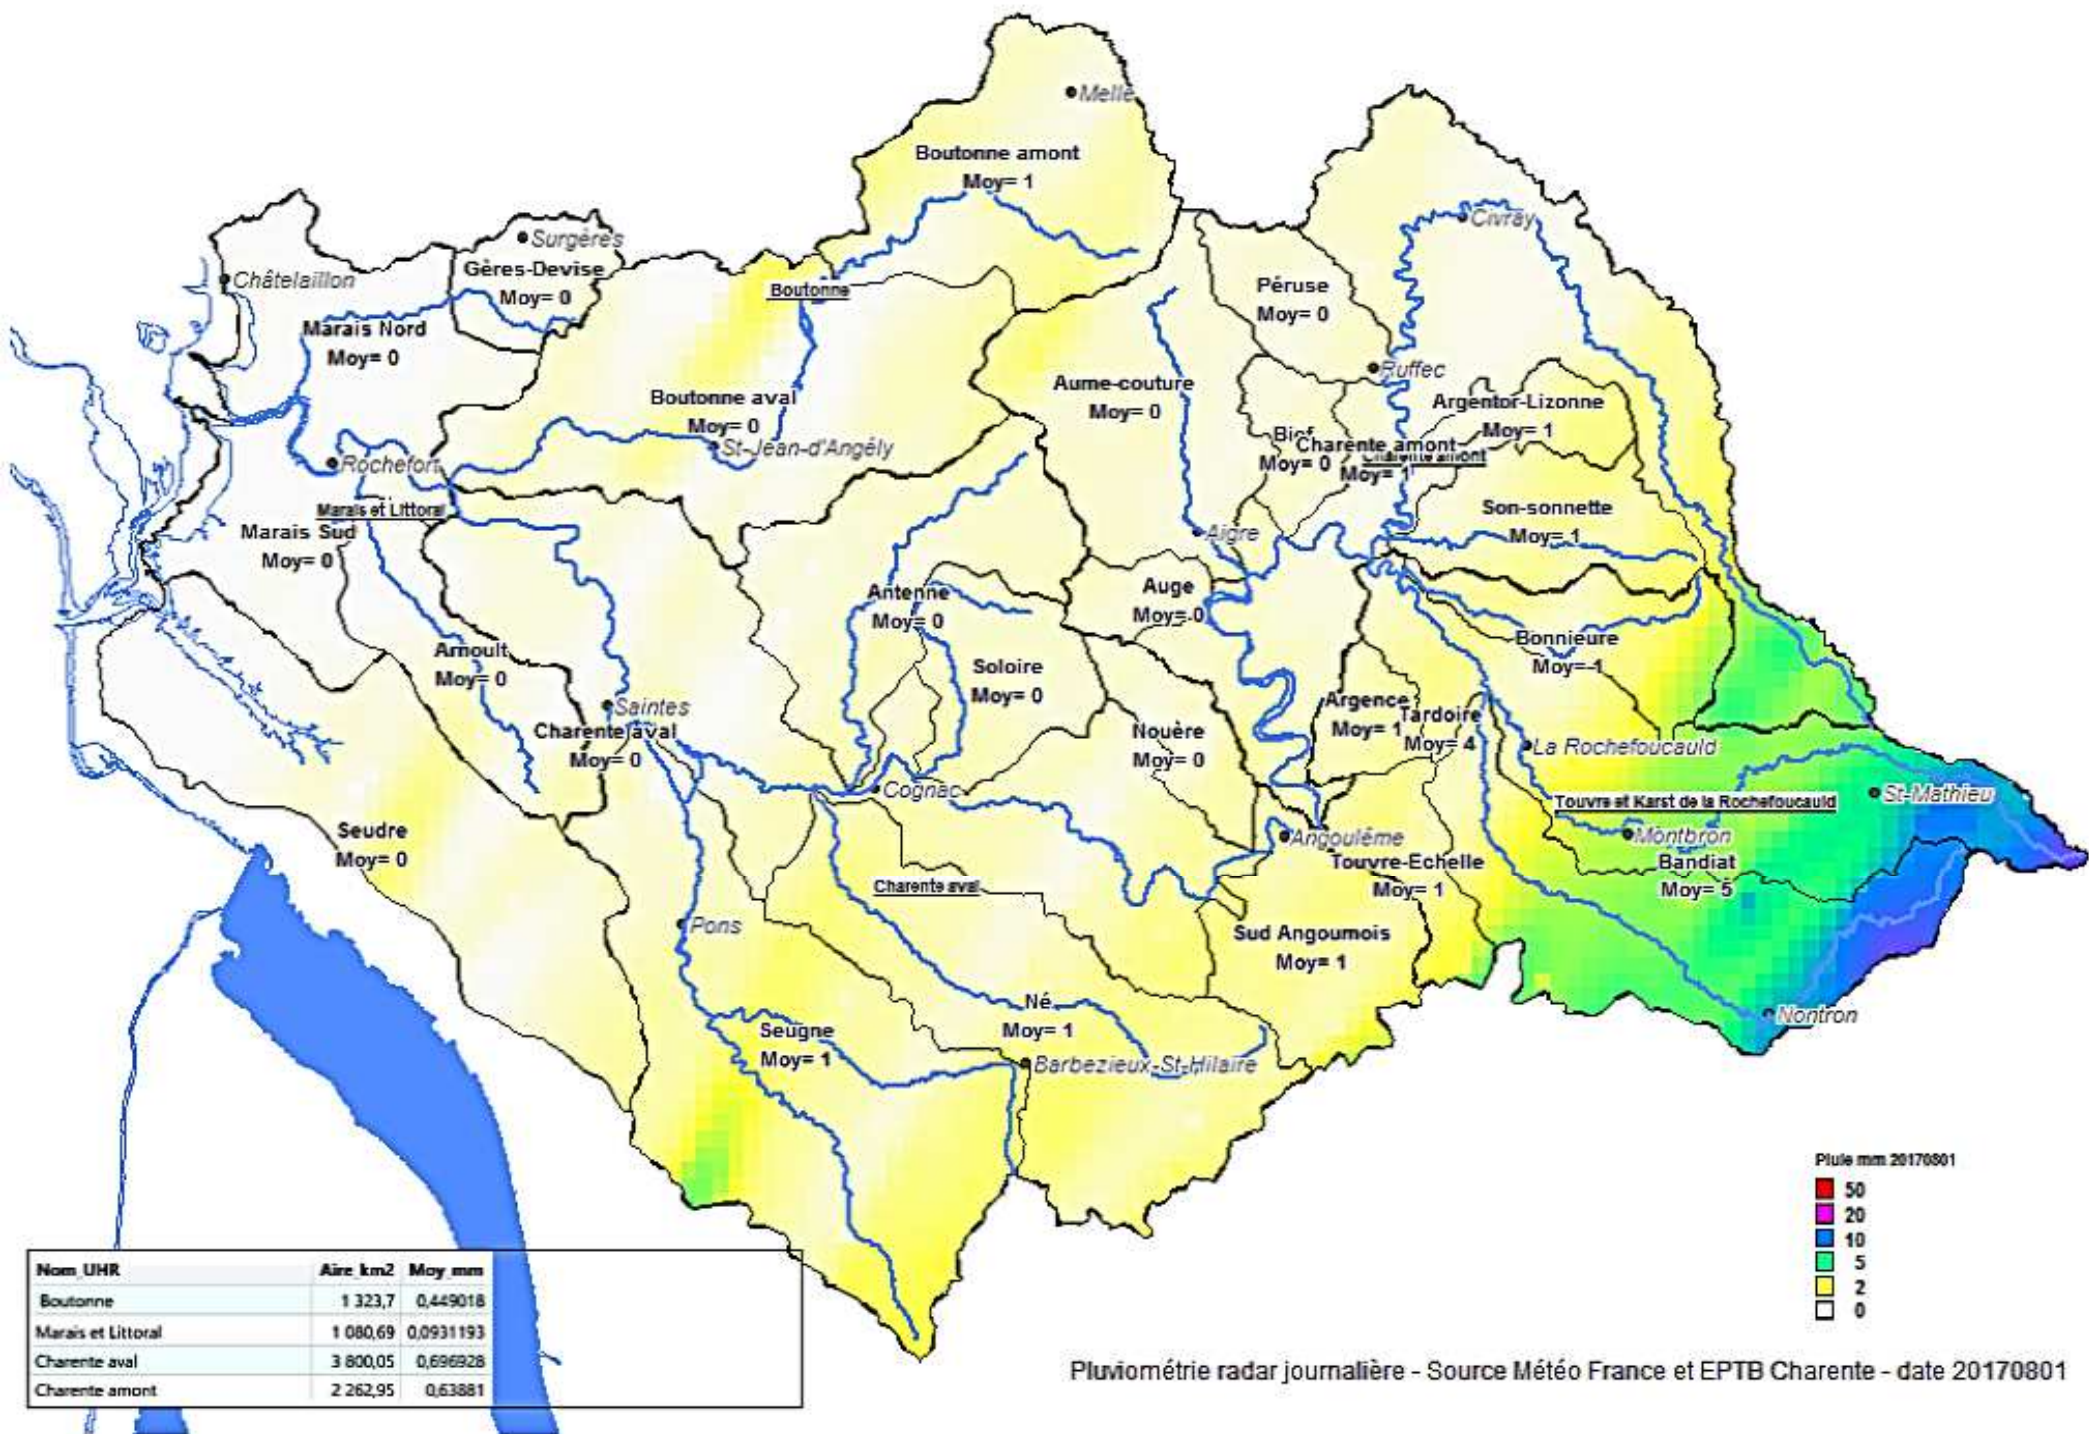 Melle
Boutonne amont
Moy= 1
Civray
Surgères
Gères-Devise
Moy= 0
Châtelaillon
Boutonne
Péruse
Moy= 0
Marais Nord
Moy= 0
Ruffec
Aume-couture
Moy= 0
Boutonne aval
Moy= 0
St-Jean-d'Angély
Argentor-Lizonne
Moy= 1
Bief
Moy= 0
Charente amont
Moy= 1
Charente amont
Rochefort
Marais et Littoral
Marais Sud
Moy= 0
Son-sonnette
Moy= 1
Aigre
Antenne
Moy= 0
Auge
Moy= 0
Bonnieure
Moy= 1
Arnoult
Moy= 0
Soloire
Moy= 0
Saintes
Charente aval
Moy= 0
Nouère
Moy= 0
Argence
Moy= 1
Tardoire
Moy= 4
La Rochefoucauld
Cognac
St-Mathieu
Touvre et Karst de la Rochefoucauld
Montbron
Bandiat
Moy= 5
Seudre
Moy= 0
Angoulême
Touvre-Echelle
Moy= 1
Charente aval
Pons
Sud Angoumois
Moy= 1
Né
Moy= 1
Nontron
Seugne
Moy= 1
Barbezieux-St-Hilaire
Pluie mm 20170801
50
20
10
5
2
0
Nom_UHR Aire_km2 Moy_mm
Boutonne 1 323,7 0,449018
Marais et Littoral 1 080,69 0,0931193
Charente aval 3 800,05 0,696928
Charente amont 2 262,95 0,63881
Pluviométrie radar journalière - Source Météo France et EPTB Charente - date 20170801